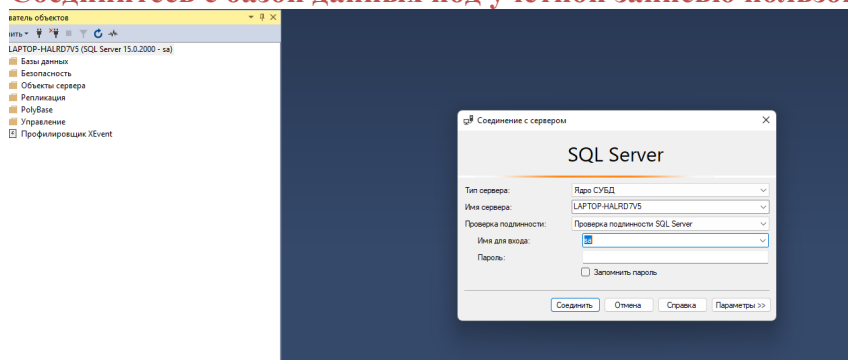 Соединитесь с базой данных под учетной записью
ватель объектов
LAPTOP-HALRD7V5 (SQL Server 15.0.2000 - sa)
Базы данных
Безопасность
Объекты сервера
Репликация
PolyBase
Управление
Профилировщик XEvent
Соединение с сервером
SQL Server
Тип сервера:
Ядро СУБД
Имя сервера:
LAPTOP-HALRD7V5
Проверка подлинности:
Проверка подлинности SQL Server
Имя для входа:
sa
Пароль:
Запомнить пароль
Соединить
Отмена
Справка
Параметры >>